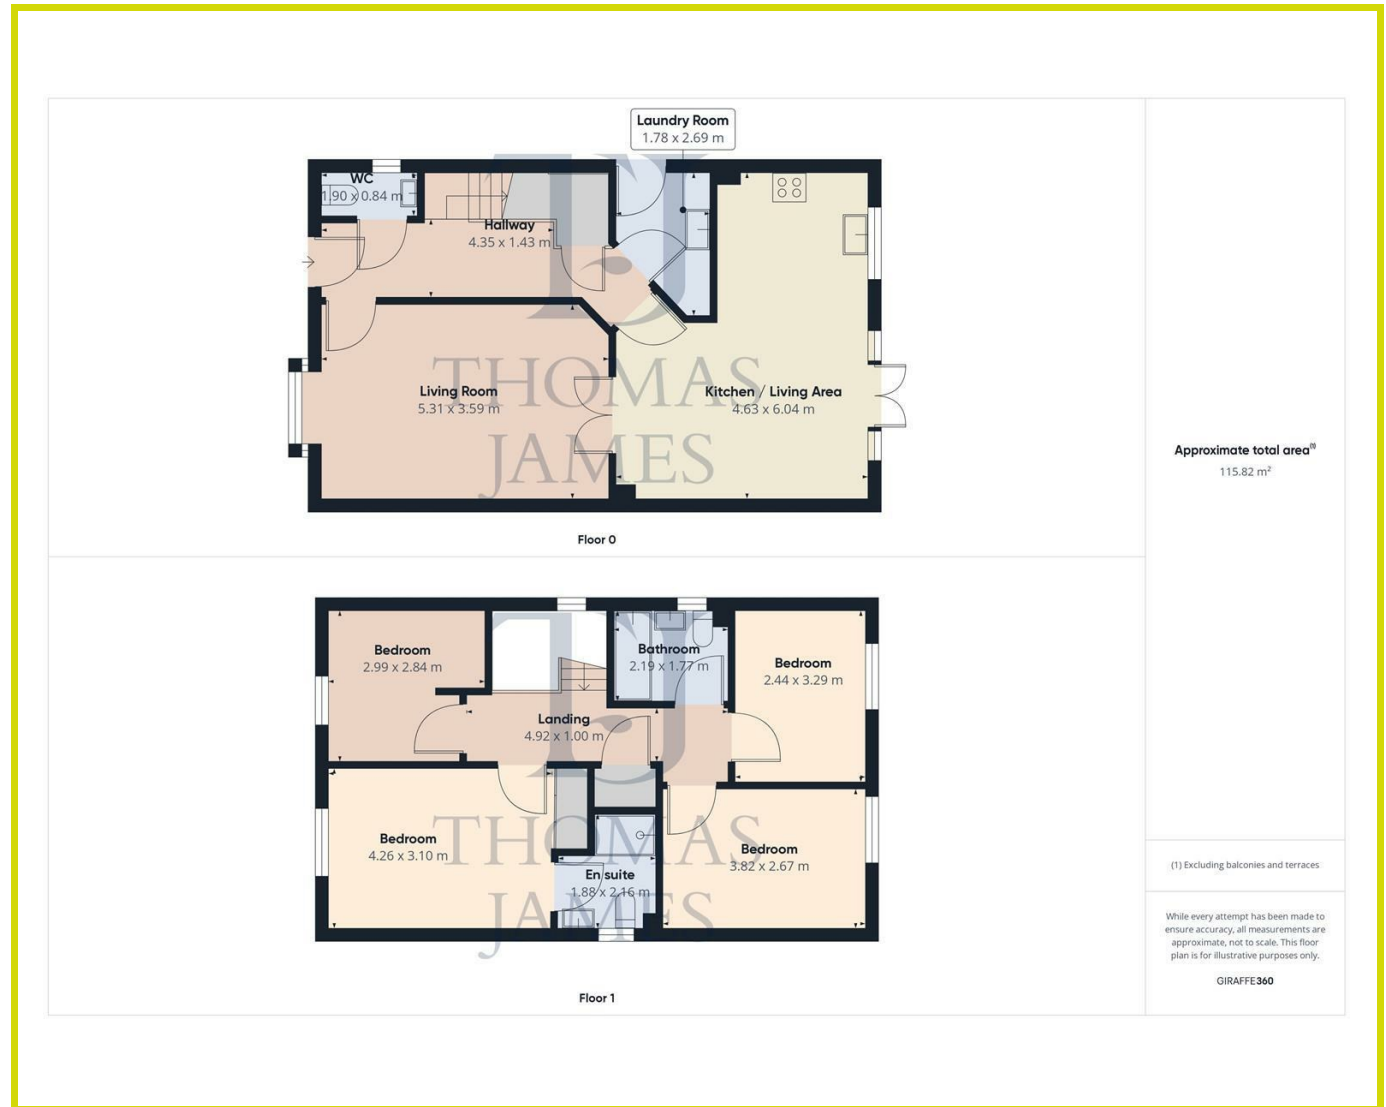 Laundry Room
1.78 x 2.69 m
WC
1.90 x 0.84 m
Hallway
4.35 x 1.43 m
Living Room
5.31 x 3.59 m
Kitchen / Living Area
4.63 x 6.04 m
THOMAS
JAMES
Floor 0
Bedroom
2.99 x 2.84 m
Bathroom
2.19 x 1.77 m
Bedroom
2.44 x 3.29 m
Landing
4.92 x 1.00 m
Bedroom
4.26 x 3.10 m
En suite
1.88 x 2.16 m
Bedroom
3.82 x 2.67 m
THOMAS
JAMES
Floor 1
Approximate total area(1)
115.82 m²
(1) Excluding balconies and terraces
While every attempt has been made to
ensure accuracy, all measurements are
approximate, not to scale. This floor
plan is for illustrative purposes only.
GIRAFFE360